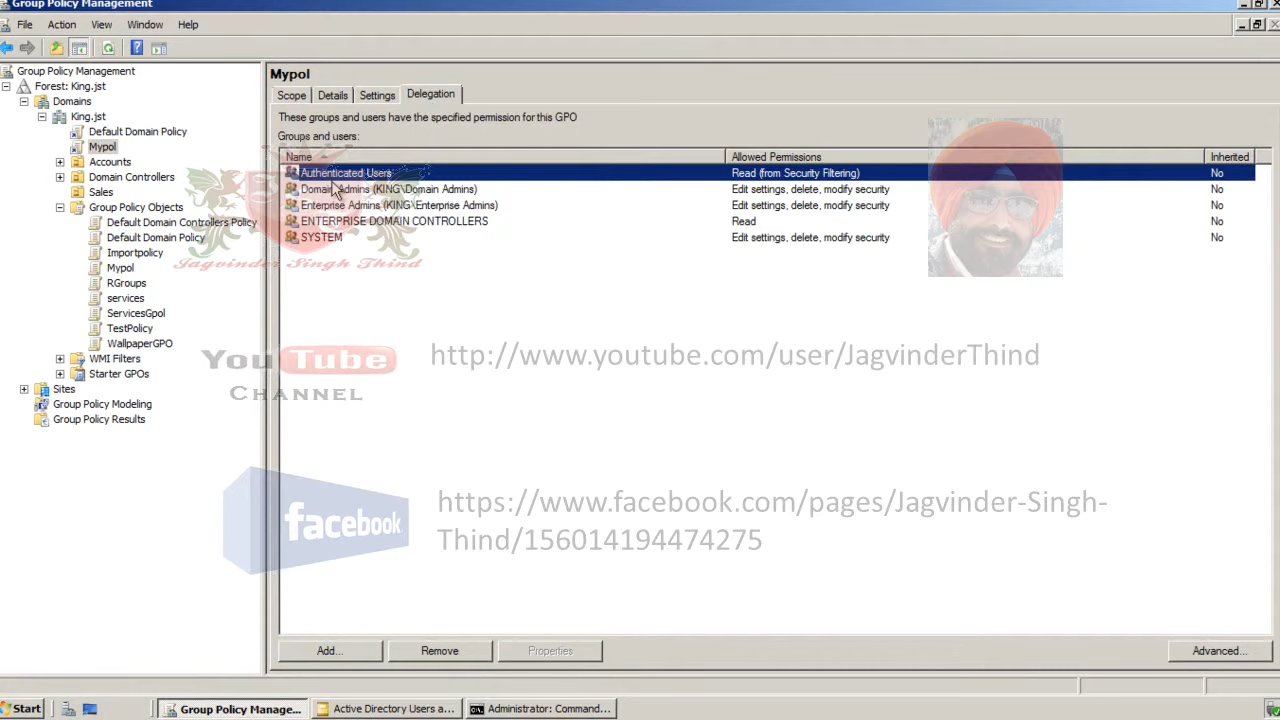 Group Policy Management
File Action View Window Help
Group Policy Management
Forest: King.jst
Domains
King.jst
Default Domain Policy
Mypol
Accounts
Domain Controllers
Sales
Group Policy Objects
Default Domain Controllers Policy
Default Domain Policy
Importpolicy
Mypol
RGroups
services
ServicesGpol
TestPolicy
WallpaperGPO
WMI Filters
Starter GPOs
Sites
Group Policy Modeling
Group Policy Results
Mypol
Scope Details Settings Delegation
These groups and users have the specified permission for this GPO
Groups and users:
Name Allowed Permissions Inherited
Authenticated Users Read (from Security Filtering) No
Domain Admins (KING\Domain Admins) Edit settings, delete, modify security No
Enterprise Admins (KING\Enterprise Admins) Edit settings, delete, modify security No
ENTERPRISE DOMAIN CONTROLLERS Read No
SYSTEM Edit settings, delete, modify security No
Jagvinder Singh Thind
YouTube
CHANNEL
http://www.youtube.com/user/JagvinderThind
facebook
https://www.facebook.com/pages/Jagvinder-Singh-
Thind/156014194474275
Add... Remove Properties Advanced...
Start Group Policy Manage... Active Directory Users a... Administrator: Command...